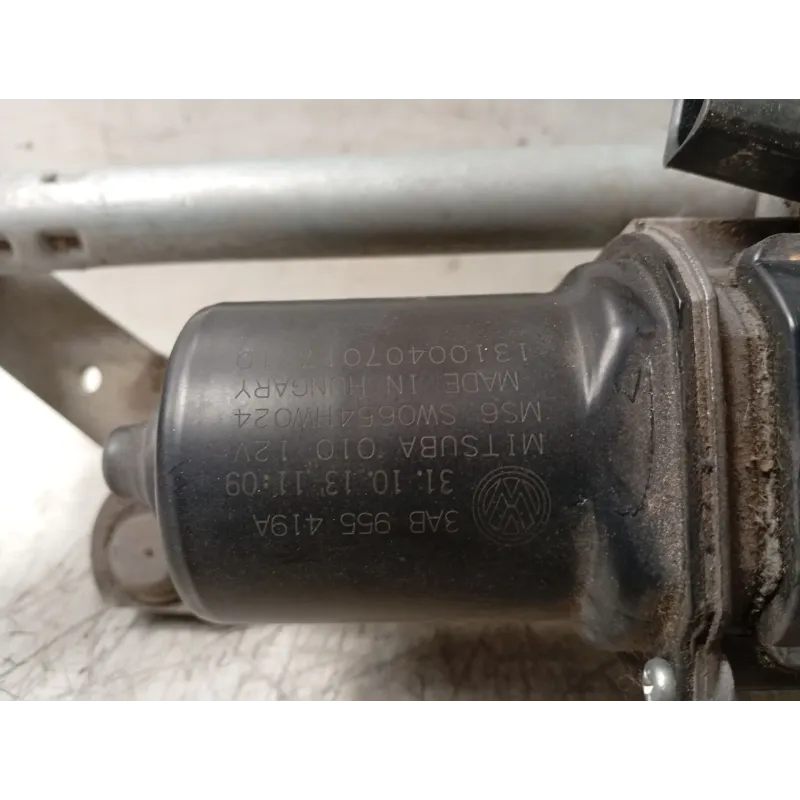 3AB 955 419A
31.10.13 11:09
MITSUBA 010 12V
MS6 SW0654HW024
MADE IN HUNGARY